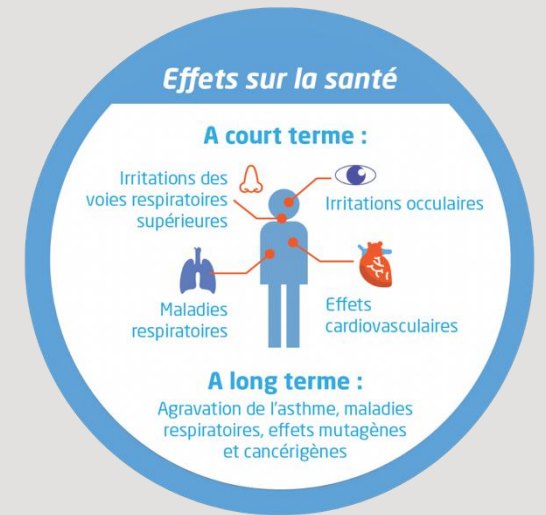 Effets sur la santé
A court terme :
Irritations des
voies respiratoires
supérieures
Irritations occulaires
Maladies
respiratoires
Effets
cardiovasculaires
A long terme :
Agravation de l'asthme, maladies
respiratoires, effets mutagènes
et cancérigènes